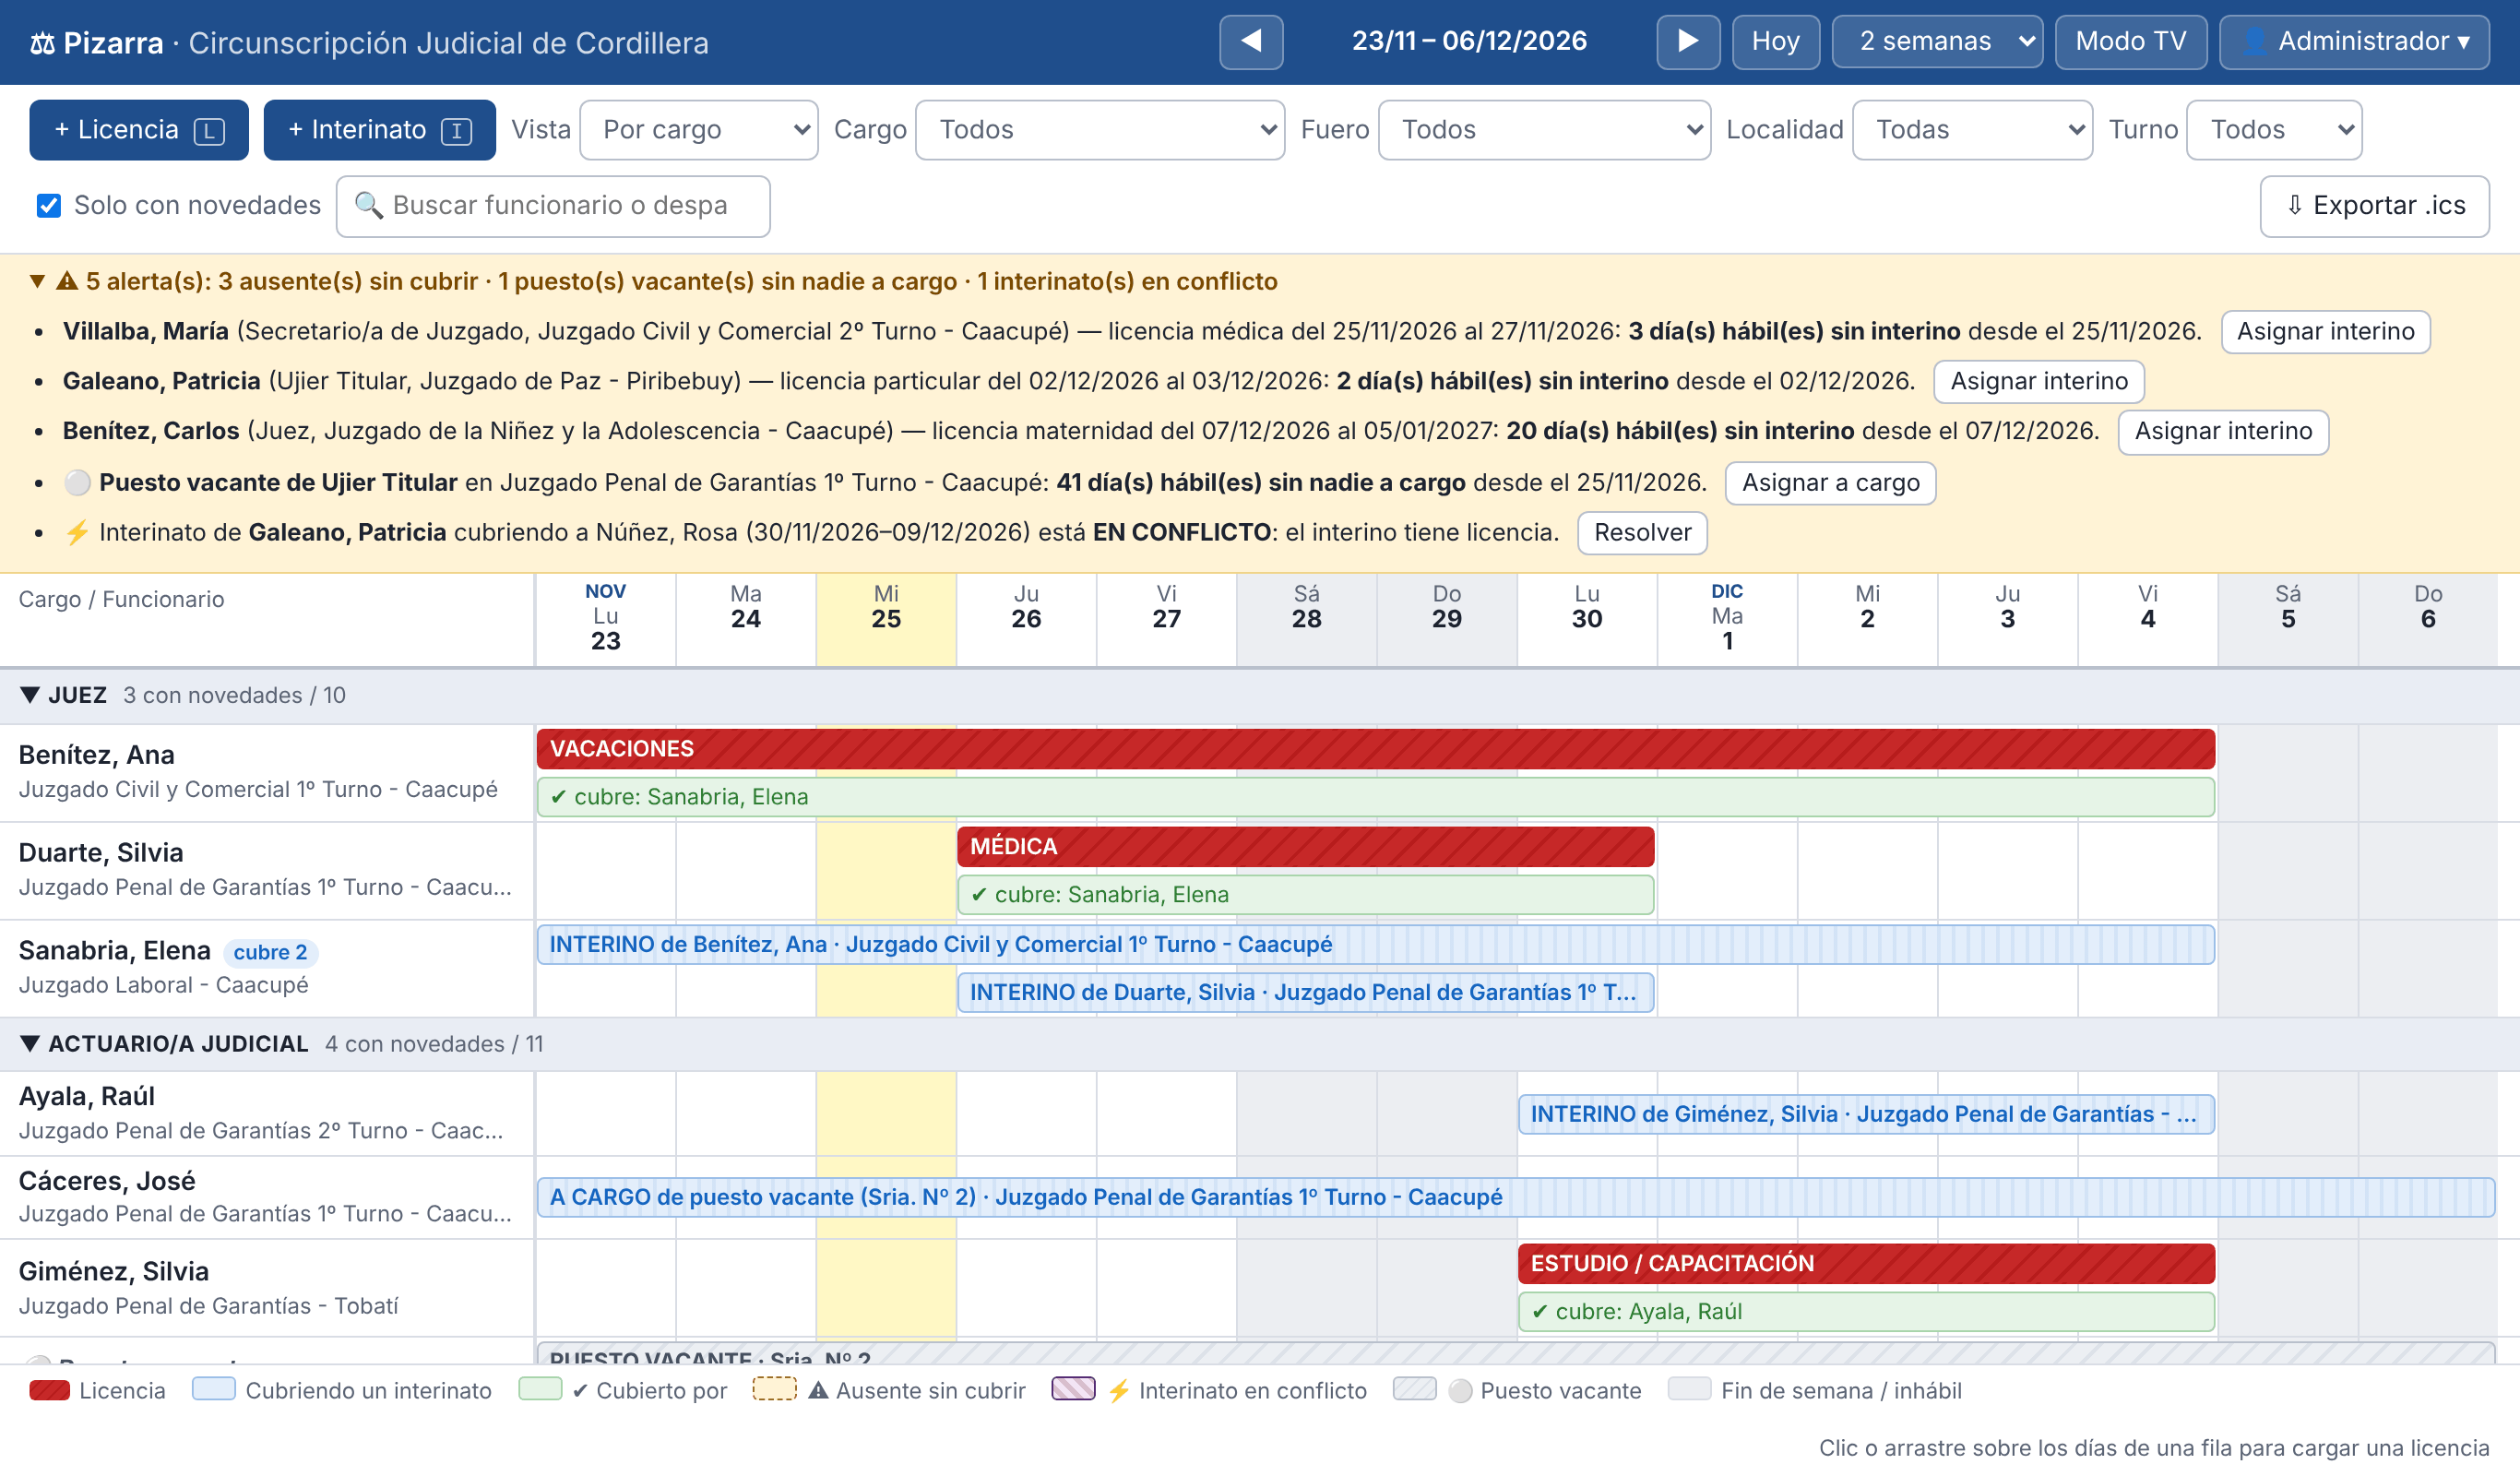 ⚖ Pizarra · Circunscripción Judicial de Cordillera
◀ 23/11 – 06/12/2026 ▶ Hoy 2 semanas Modo TV 👤 Administrador ▾
+ Licencia L + Interinato I Vista Por cargo Cargo Todos Fuero Todos Localidad Todas Turno Todos
Solo con novedades 🔍 Buscar funcionario o despa ⇩ Exportar .ics
▼ ⚠ 5 alerta(s): 3 ausente(s) sin cubrir · 1 puesto(s) vacante(s) sin nadie a cargo · 1 interinato(s) en conflicto
• Villalba, María (Secretario/a de Juzgado, Juzgado Civil y Comercial 2º Turno - Caacupé) — licencia médica del 25/11/2026 al 27/11/2026: 3 día(s) hábil(es) sin interino desde el 25/11/2026. Asignar interino
• Galeano, Patricia (Ujier Titular, Juzgado de Paz - Piribebuy) — licencia particular del 02/12/2026 al 03/12/2026: 2 día(s) hábil(es) sin interino desde el 02/12/2026. Asignar interino
• Benítez, Carlos (Juez, Juzgado de la Niñez y la Adolescencia - Caacupé) — licencia maternidad del 07/12/2026 al 05/01/2027: 20 día(s) hábil(es) sin interino desde el 07/12/2026. Asignar interino
• ⚪ Puesto vacante de Ujier Titular en Juzgado Penal de Garantías 1º Turno - Caacupé: 41 día(s) hábil(es) sin nadie a cargo desde el 25/11/2026. Asignar a cargo
• ⚡ Interinato de Galeano, Patricia cubriendo a Núñez, Rosa (30/11/2026–09/12/2026) está EN CONFLICTO: el interino tiene licencia. Resolver
Cargo / Funcionario
NOV Lu 23
Ma 24
Mi 25
Ju 26
Vi 27
Sá 28
Do 29
Lu 30
DIC Ma 1
Mi 2
Ju 3
Vi 4
Sá 5
Do 6
▼ JUEZ 3 con novedades / 10
Benítez, Ana
Juzgado Civil y Comercial 1º Turno - Caacupé
VACACIONES
✔ cubre: Sanabria, Elena
Duarte, Silvia
Juzgado Penal de Garantías 1º Turno - Caacu...
MÉDICA
✔ cubre: Sanabria, Elena
Sanabria, Elena cubre 2
Juzgado Laboral - Caacupé
INTERINO de Benítez, Ana · Juzgado Civil y Comercial 1º Turno - Caacupé
INTERINO de Duarte, Silvia · Juzgado Penal de Garantías 1º T...
▼ ACTUARIO/A JUDICIAL 4 con novedades / 11
Ayala, Raúl
Juzgado Penal de Garantías 2º Turno - Caac...
INTERINO de Giménez, Silvia · Juzgado Penal de Garantías - ...
Cáceres, José
Juzgado Penal de Garantías 1º Turno - Caacu...
A CARGO de puesto vacante (Sria. Nº 2) · Juzgado Penal de Garantías 1º Turno - Caacupé
Giménez, Silvia
Juzgado Penal de Garantías - Tobatí
ESTUDIO / CAPACITACIÓN
✔ cubre: Ayala, Raúl
PUESTO VACANTE · Sria. Nº 2
Licencia Cubriendo un interinato ✔ Cubierto por ⚠ Ausente sin cubrir ⚡ Interinato en conflicto ⚪ Puesto vacante Fin de semana / inhábil
Clic o arrastre sobre los días de una fila para cargar una licencia